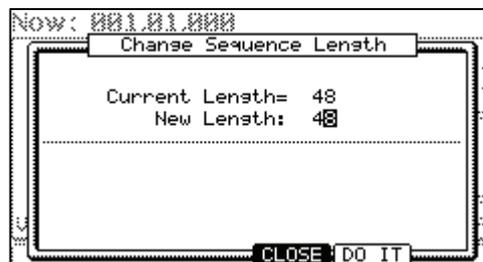 Now: 001.01.000
Change Sequence Length
Current Length= 48
New Length: 48
CLOSE DO IT